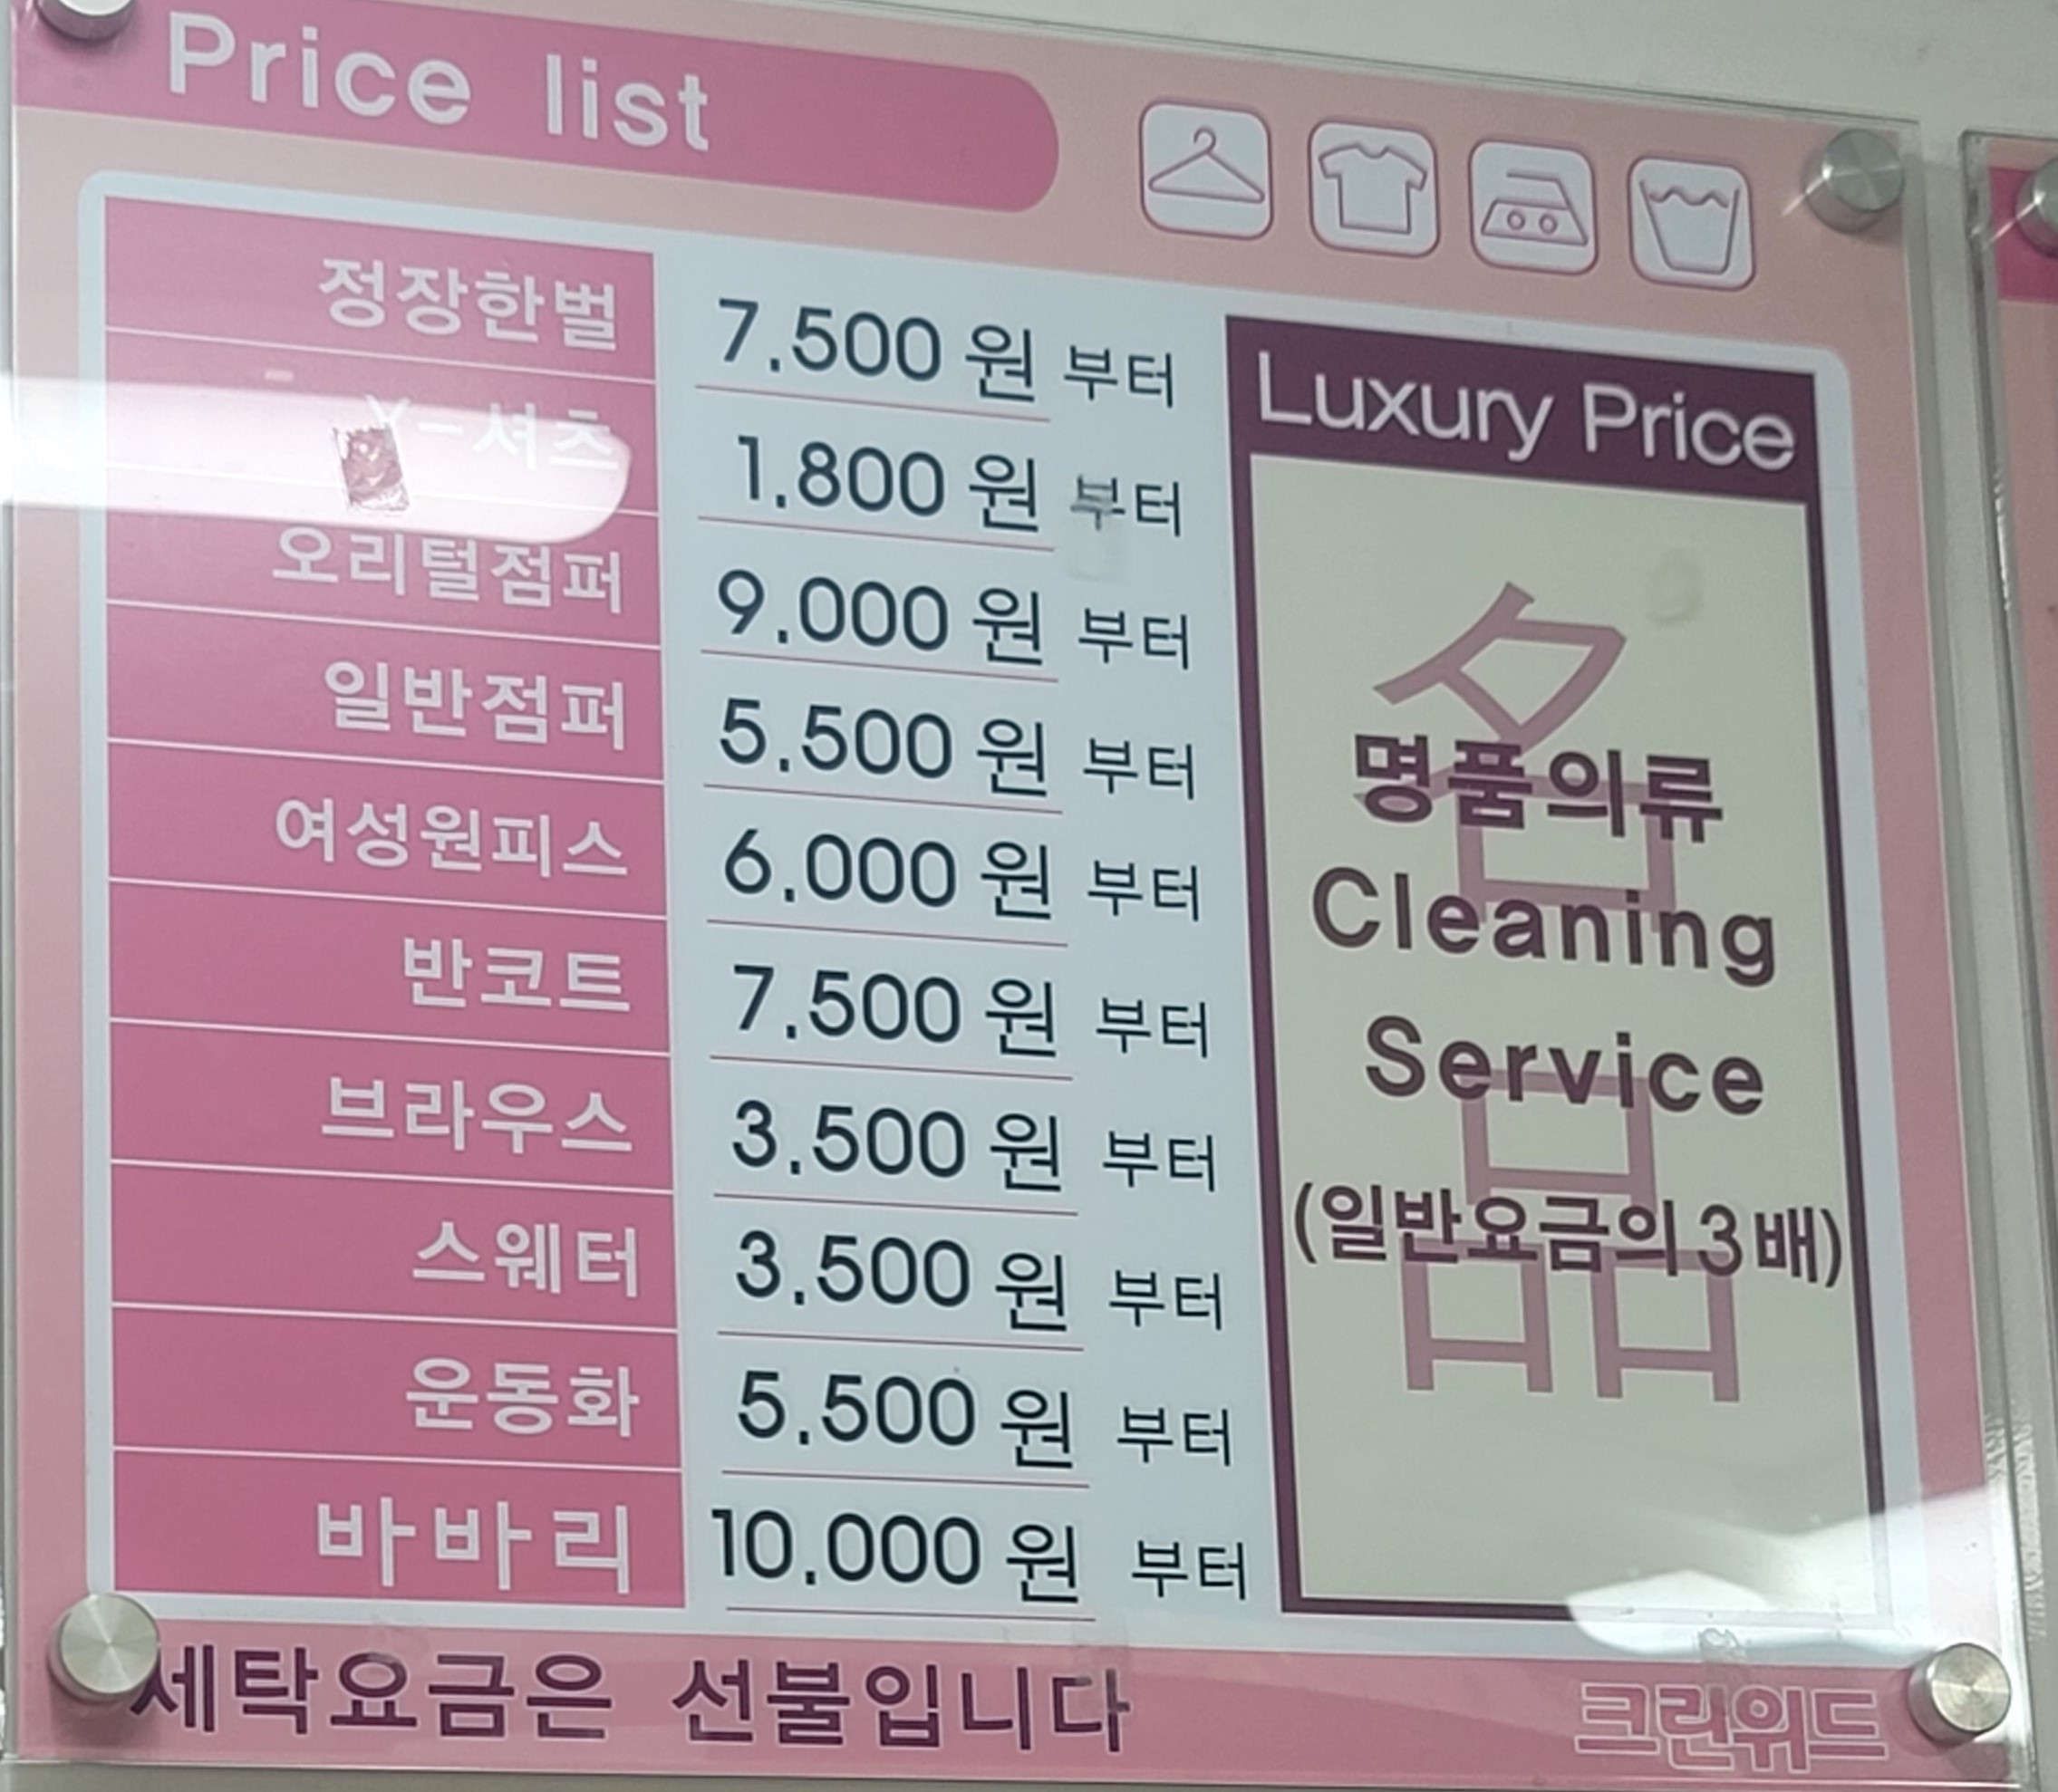 Price list
정장한벌 7.500 원 부터
Y-셔츠 1.800 원 부터
오리털점퍼 9.000 원 부터
일반점퍼 5.500 원 부터
여성원피스 6.000 원 부터
반코트 7.500 원 부터
브라우스 3.500 원 부터
스웨터 3.500 원 부터
운동화 5.500 원 부터
바바리 10.000 원 부터
Luxury Price
名品
명품의류
Cleaning
Service
(일반요금의 3배)
세탁요금은 선불입니다
크린위드